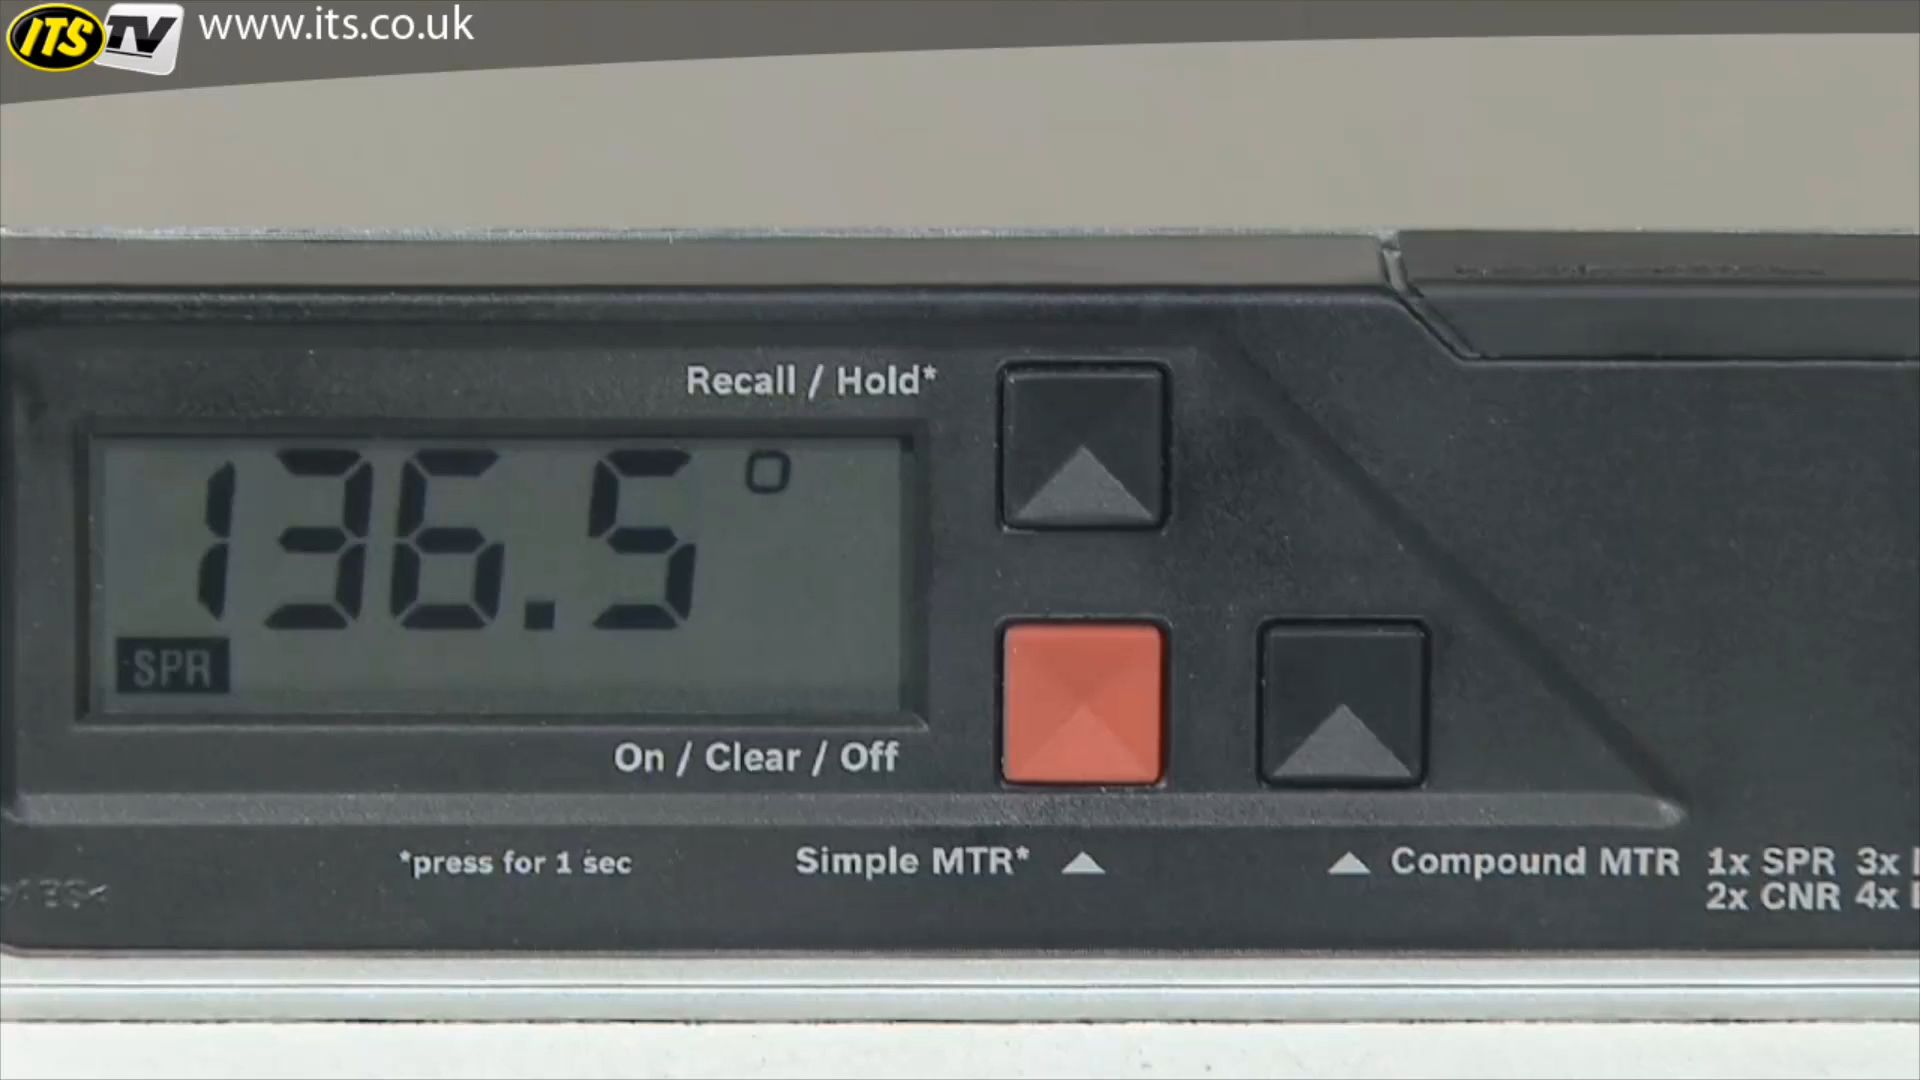 ITS TV www.its.co.uk
Recall / Hold*
136.5°
SPR
On / Clear / Off
*press for 1 sec
Simple MTR*
Compound MTR
1x SPR 3x
2x CNR 4x